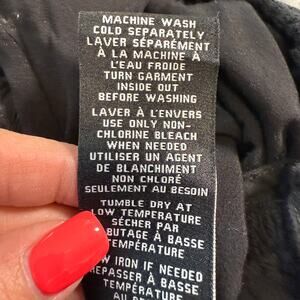 MACHINE WASH
COLD SEPARATELY
LAVER SÉPARÉMENT
À LA MACHINE À
L'EAU FROIDE
TURN GARMENT
INSIDE OUT
BEFORE WASHING
LAVER À L'ENVERS
USE ONLY NON-
CHLORINE BLEACH
WHEN NEEDED
UTILISER UN AGENT
DE BLANCHIMENT
NON CHLORÉ
SEULEMENT AU BESOIN
TUMBLE DRY AT
LOW TEMPERATURE
SÉCHER PAR
BUTAGE À BASSE
TEMPÉRATURE
OW IRON IF NEEDED
REPASSER À BASSE
TEMPÉRATURE